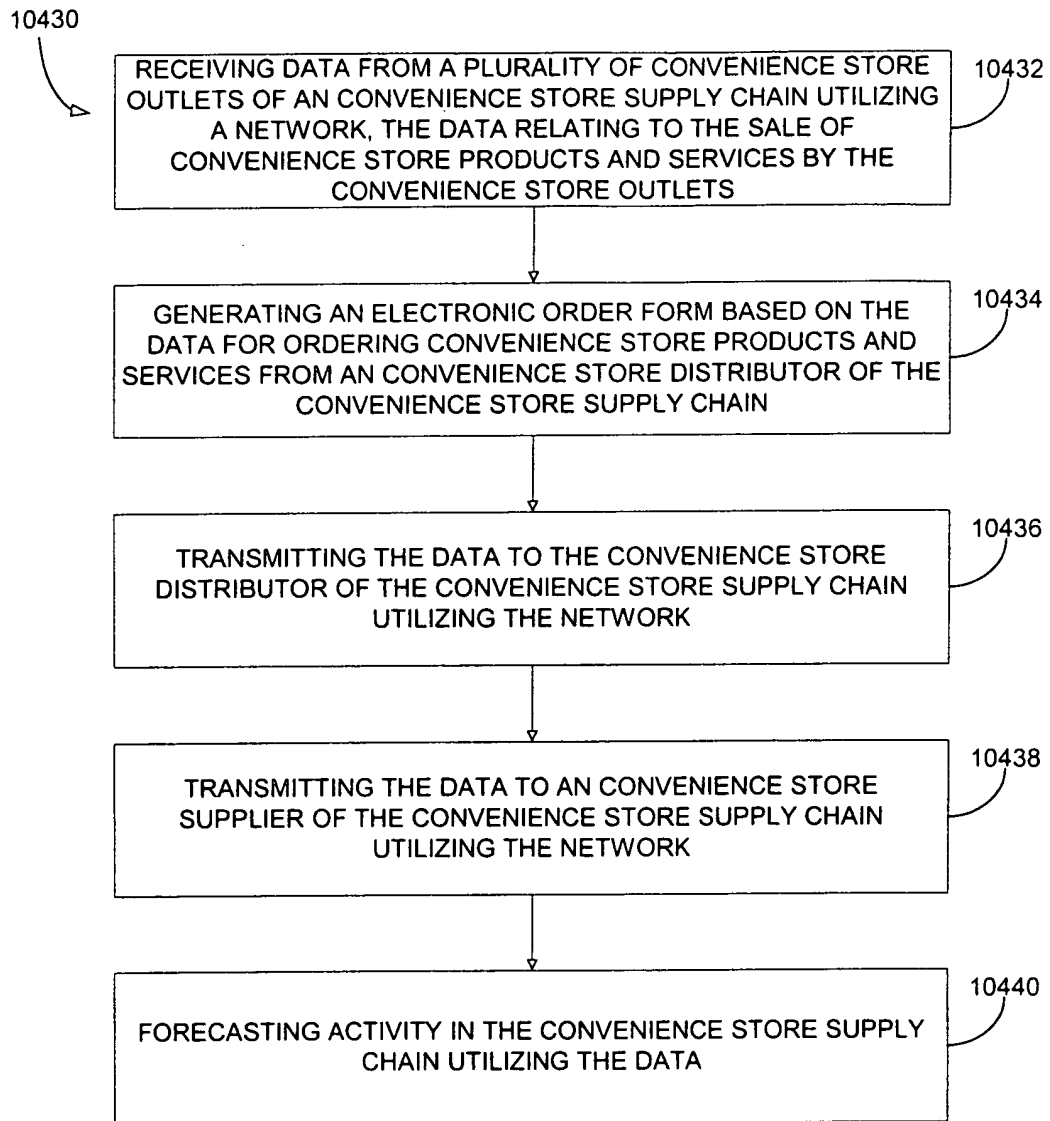 10430
RECEIVING DATA FROM A PLURALITY OF CONVENIENCE STORE
OUTLETS OF AN CONVENIENCE STORE SUPPLY CHAIN UTILIZING
A NETWORK, THE DATA RELATING TO THE SALE OF
CONVENIENCE STORE PRODUCTS AND SERVICES BY THE
CONVENIENCE STORE OUTLETS
10432
GENERATING AN ELECTRONIC ORDER FORM BASED ON THE
DATA FOR ORDERING CONVENIENCE STORE PRODUCTS AND
SERVICES FROM AN CONVENIENCE STORE DISTRIBUTOR OF THE
CONVENIENCE STORE SUPPLY CHAIN
10434
TRANSMITTING THE DATA TO THE CONVENIENCE STORE
DISTRIBUTOR OF THE CONVENIENCE STORE SUPPLY CHAIN
UTILIZING THE NETWORK
10436
TRANSMITTING THE DATA TO AN CONVENIENCE STORE
SUPPLIER OF THE CONVENIENCE STORE SUPPLY CHAIN
UTILIZING THE NETWORK
10438
FORECASTING ACTIVITY IN THE CONVENIENCE STORE SUPPLY
CHAIN UTILIZING THE DATA
10440